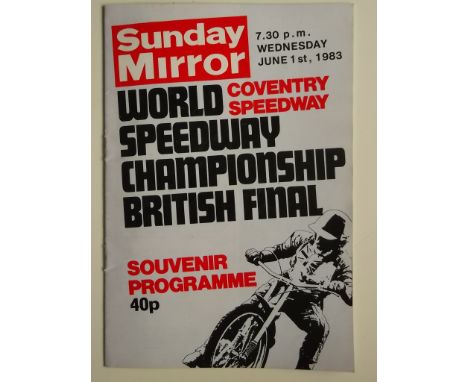 Sunday
Mirror
7.30 p.m.
WEDNESDAY
JUNE 1st, 1983
WORLD COVENTRY
SPEEDWAY
SPEEDWAY
CHAMPIONSHIP
BRITISH FINAL
SOUVENIR
PROGRAMME
40p